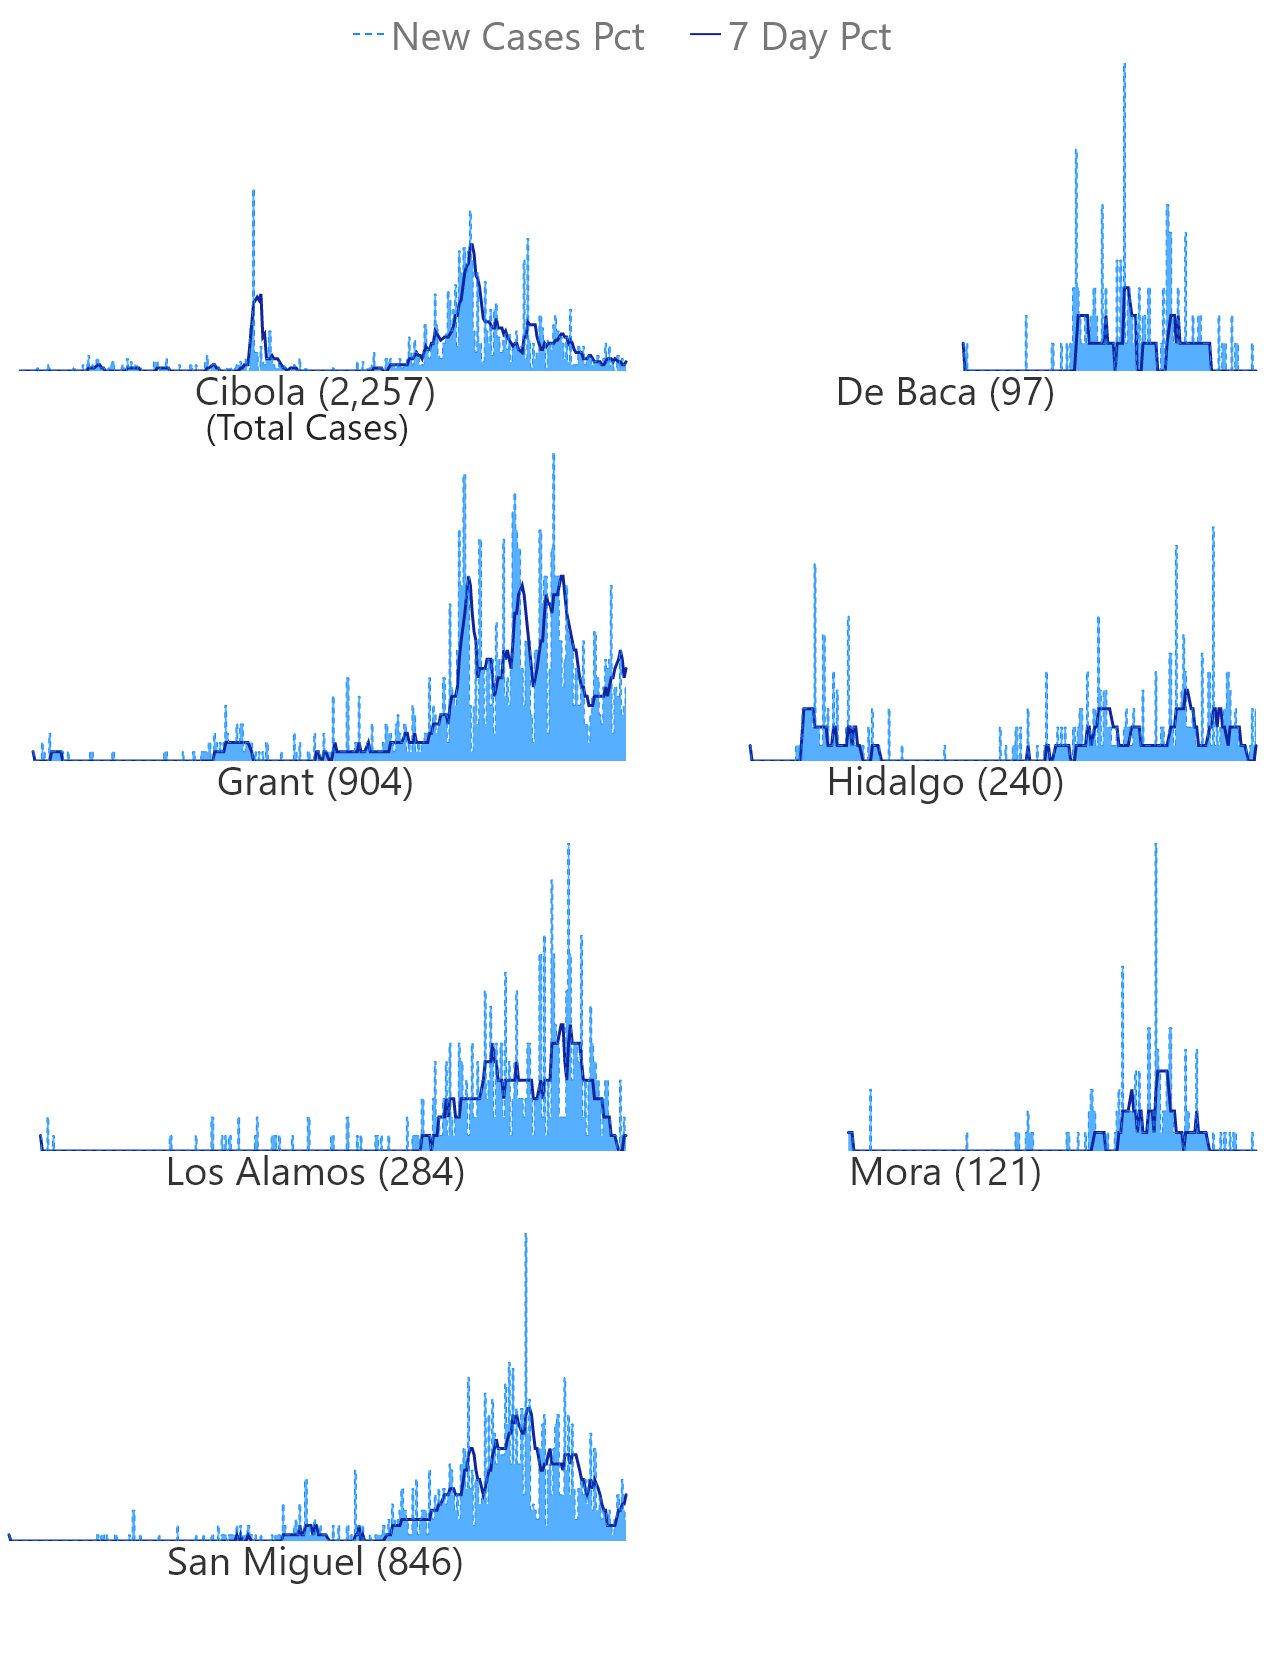 New Cases Pct 7 Day Pct
Cibola (2,257) De Baca (97)
(Total Cases)
Grant (904) Hidalgo (240)
Los Alamos (284) Mora (121)
San Miguel (846)